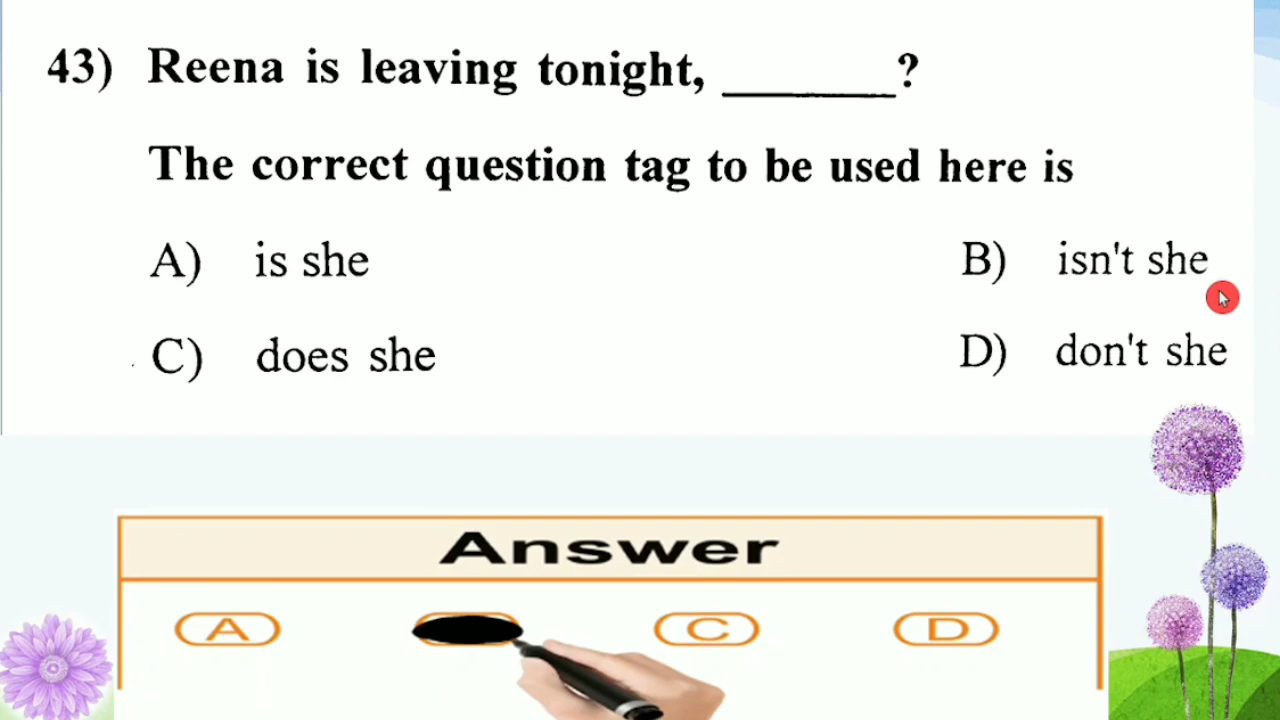 43) Reena is leaving tonight, _______?
The correct question tag to be used here is
A) is she B) isn't she
C) does she D) don't she
Answer
A C D